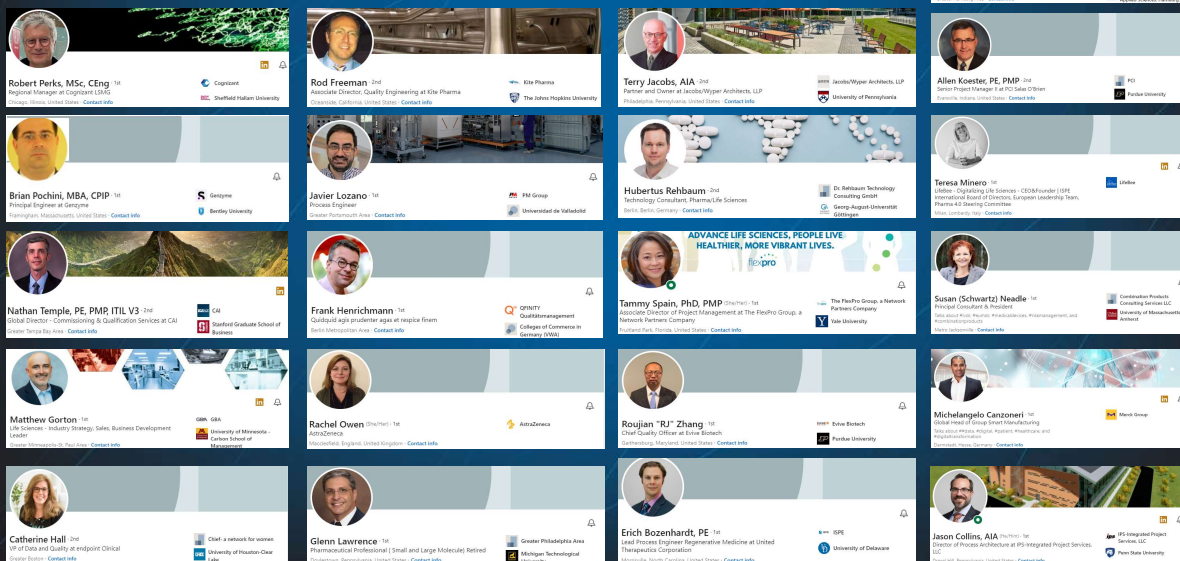 Robert Perks, MSc, CEng · 1st
Regional Manager at Cognizant LSMG
Chicago, Illinois, United States · Contact info
Cognizant
Sheffield Hallam University
Rod Freeman · 2nd
Associate Director, Quality Engineering at Kite Pharma
Oceanside, California, United States · Contact info
Kite Pharma
The Johns Hopkins University
Terry Jacobs, AIA · 2nd
Partner and Owner at Jacobs/Wyper Architects, LLP
Philadelphia, Pennsylvania, United States · Contact info
Jacobs/Wyper Architects, LLP
University of Pennsylvania
Allen Koester, PE, PMP · 2nd
Senior Project Manager II at PCI Sales O'Brien
Evansville, Indiana, United States · Contact info
PCI
Purdue University
Brian Pochini, MBA, CPIP · 1st
Principal Engineer at Genzyme
Framingham, Massachusetts, United States · Contact info
Genzyme
Bentley University
Javier Lozano · 1st
Process Engineer
Greater Portsmouth Area · Contact info
PM Group
Universidad de Valladolid
Hubertus Rehbaum · 2nd
Technology Consultant, Pharma/Life Sciences
Berlin, Berlin, Germany · Contact info
Dr. Rehbaum Technology
Consulting GmbH
Georg-August-Universität
Göttingen
Teresa Minero · 1st
LifeBee - Digitalizing Life Sciences - CEO&Founder | ISPE
International Board of Directors, European Leadership Team,
Pharma 4.0 Steering Committee
Milan, Lombardy, Italy · Contact info
LifeBee
Nathan Temple, PE, PMP, ITIL V3 · 2nd
Global Director - Commissioning & Qualification Services at CAI
Greater Tampa Bay Area · Contact info
CAI
Stanford Graduate School of
Business
Frank Henrichmann · 1st
Quidquid agis prudenter agas et respice finem
Berlin Metropolitan Area · Contact info
QFINITY
Qualitätsmanagement
Colleges of Commerce in
Germany (VWA)
ADVANCE LIFE SCIENCES, PEOPLE LIVE
HEALTHIER, MORE VIBRANT LIVES.
flexpro
Tammy Spain, PhD, PMP (She/Her) · 1st
Associate Director of Project Management at The FlexPro Group, a
Network Partners Company
Fruitland Park, Florida, United States · Contact info
The FlexPro Group, a Network
Partners Company
Yale University
Susan (Schwartz) Neadle · 1st
Principal Consultant & President
#combinationproducts
Metro Jacksonville · Contact info
Combination Products
Consulting Services LLC
University of Massachusetts
Amherst
Matthew Gorton · 1st
Life Sciences - Industry Strategy, Sales, Business Development
Leader
Greater Minneapolis-St. Paul Area · Contact info
GBA
GBA
University of Minnesota -
Carlson School of
Management
Rachel Owen (She/Her) · 1st
AstraZeneca
Macclesfield, England, United Kingdom · Contact info
AstraZeneca
Roujian "RJ" Zhang · 1st
Chief Quality Officer at Evive Biotech
Gaithersburg, Maryland, United States · Contact info
Evive Biotech
Purdue University
Michelangelo Canzoneri · 1st
Global Head of Group Smart Manufacturing
Talks about ##data, #digital, #patient, #healthcare, and
#digitaltransformation
Darmstadt, Hesse, Germany · Contact info
Merck Group
Catherine Hall · 2nd
VP of Data and Quality at endpoint Clinical
Greater Boston · Contact info
Chief- a network for women
University of Houston-Clear
Lake
Glenn Lawrence · 1st
Pharmaceutical Professional ( Small and Large Molecule) Retired
Contact info
Greater Philadelphia Area
Michigan Technological
Erich Bozenhardt, PE · 1st
Lead Process Engineer Regenerative Medicine at United
Therapeutics Corporation
Contact info
ISPE
University of Delaware
Jason Collins, AIA (He/Him) · 1st
Director of Process Architecture at IPS-Integrated Project Services,
LLC
Contact info
IPS-Integrated Project
Services, LLC
Penn State University